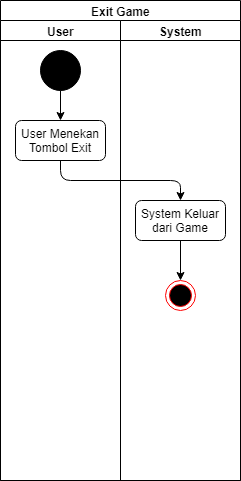 Exit Game
User
System
User Menekan
Tombol Exit
System Keluar
dari Game